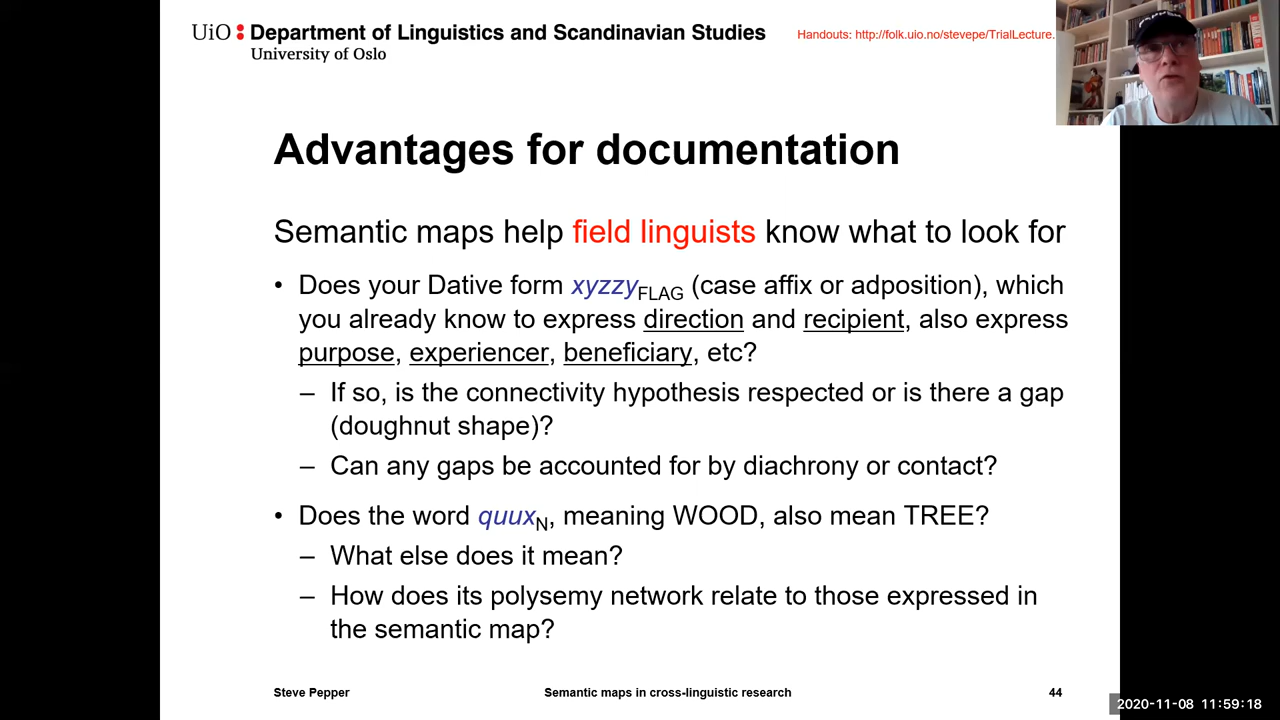 UiO : Department of Linguistics and Scandinavian Studies
University of Oslo
Handouts: http://folk.uio.no/stevepe/TrialLecture.
Advantages for documentation
Semantic maps help field linguists know what to look for
• Does your Dative form xyzzyFLAG (case affix or adposition), which
you already know to express direction and recipient, also express
purpose, experiencer, beneficiary, etc?
– If so, is the connectivity hypothesis respected or is there a gap
(doughnut shape)?
– Can any gaps be accounted for by diachrony or contact?
• Does the word quuxN, meaning WOOD, also mean TREE?
– What else does it mean?
– How does its polysemy network relate to those expressed in
the semantic map?
Steve Pepper
Semantic maps in cross-linguistic research
44
2020-11-08 11:59:18